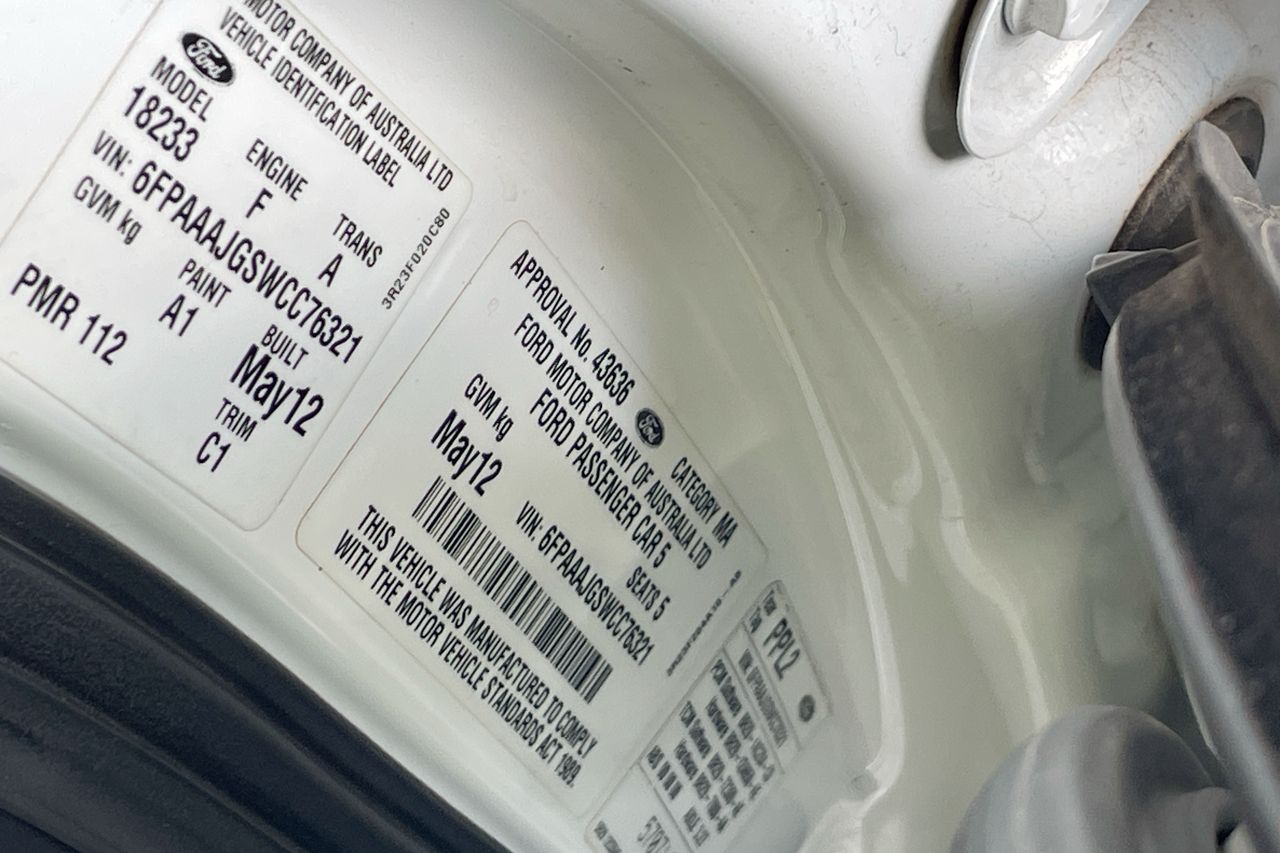 MOTOR COMPANY OF AUSTRALIA LTD
VEHICLE IDENTIFICATION LABEL
Ford
MODEL ENGINE TRANS
18233 F A
VIN: 6FPAAAJGSWCC76321
GVM kg PAINT BUILT
A1 May12
PMR 112 TRIM
C1
3R23F020C80
APPROVAL No. 43636 Ford CATEGORY MA
FORD MOTOR COMPANY OF AUSTRALIA LTD
FORD PASSENGER CAR 5
GVM kg SEATS 5
May12 VIN: 6FPAAAJGSWCC76321
THIS VEHICLE WAS MANUFACTURED TO COMPLY
WITH THE MOTOR VEHICLE STANDARDS ACT 1989.
PPL2